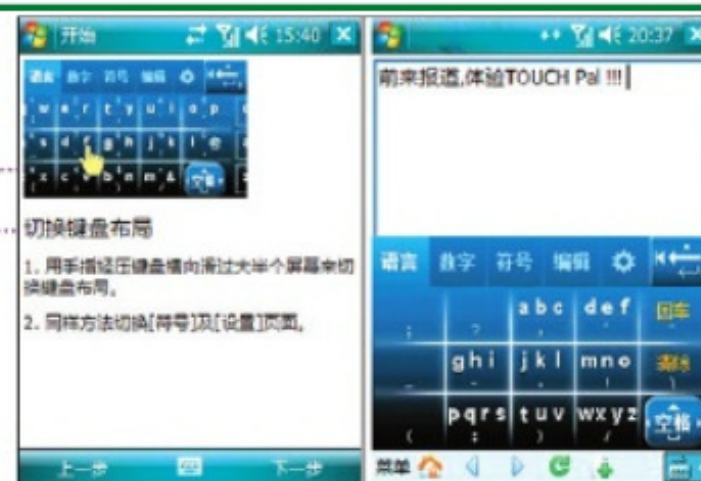 开始 15:40
语言 数字 符号 编辑
w e r t y u i o p
s d f g h j k l @
z x c v b n m &
空格
切换键盘布局
1. 用手指轻压键盘横向滑过大半个屏幕来切
换键盘布局。
2. 同样方法切换[符号]及[设置]页面。
上一步 下一步
20:37
前来报道,体验TOUCH Pal !!!
语言 数字 符号 编辑
abc def 回车
ghi jkl mno 清除
pqrs tuv wxyz 空格
菜单